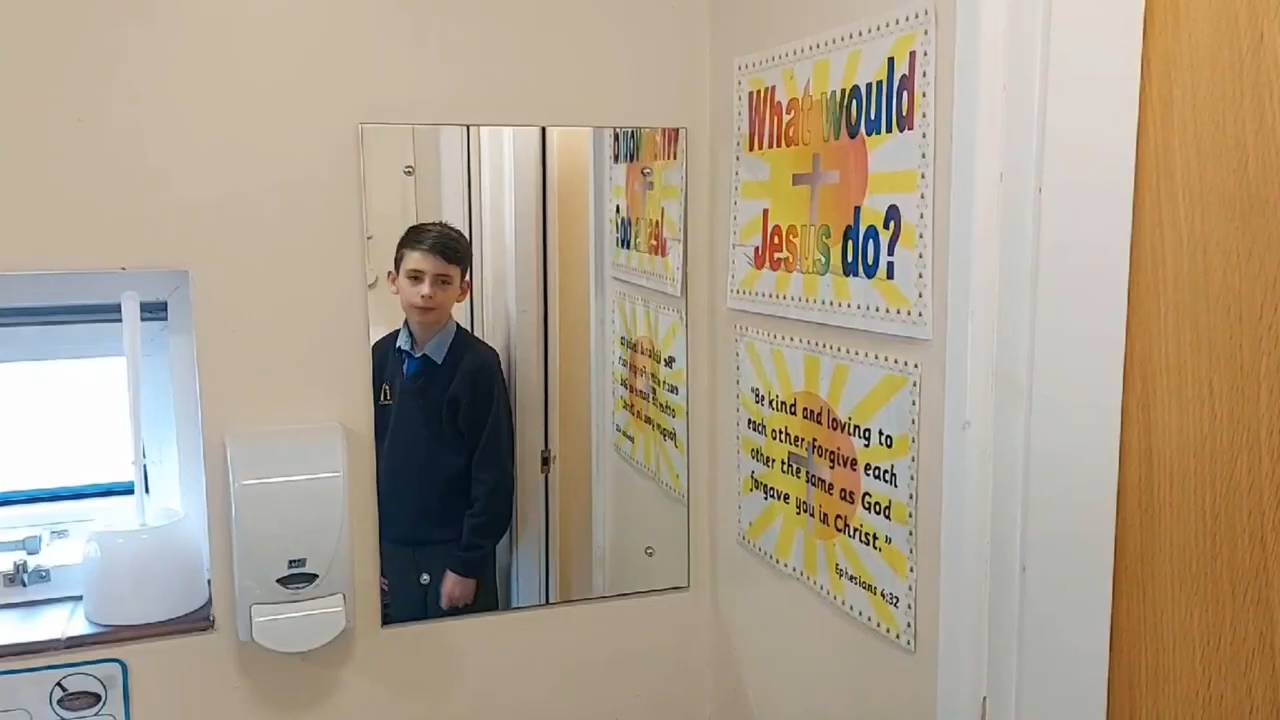 What would
Jesus do?
"Be kind and loving to
each other. Forgive each
other the same as God
forgave you in Christ."
Ephesians 4:32